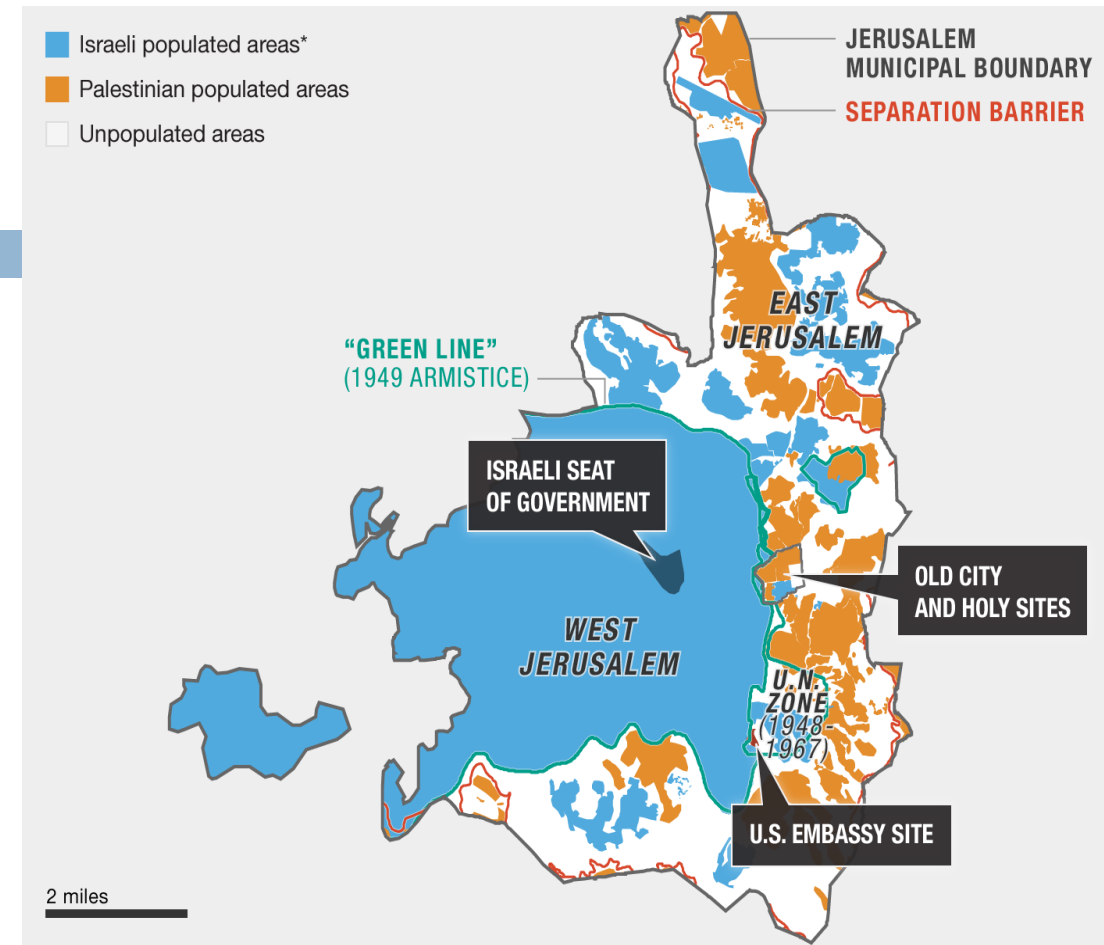 Israeli populated areas*
Palestinian populated areas
Unpopulated areas
JERUSALEM
MUNICIPAL BOUNDARY
SEPARATION BARRIER
EAST
JERUSALEM
“GREEN LINE”
(1949 ARMISTICE)
ISRAELI SEAT
OF GOVERNMENT
OLD CITY
AND HOLY SITES
WEST
JERUSALEM
U.N.
ZONE
(1948-
1967)
U.S. EMBASSY SITE
2 miles